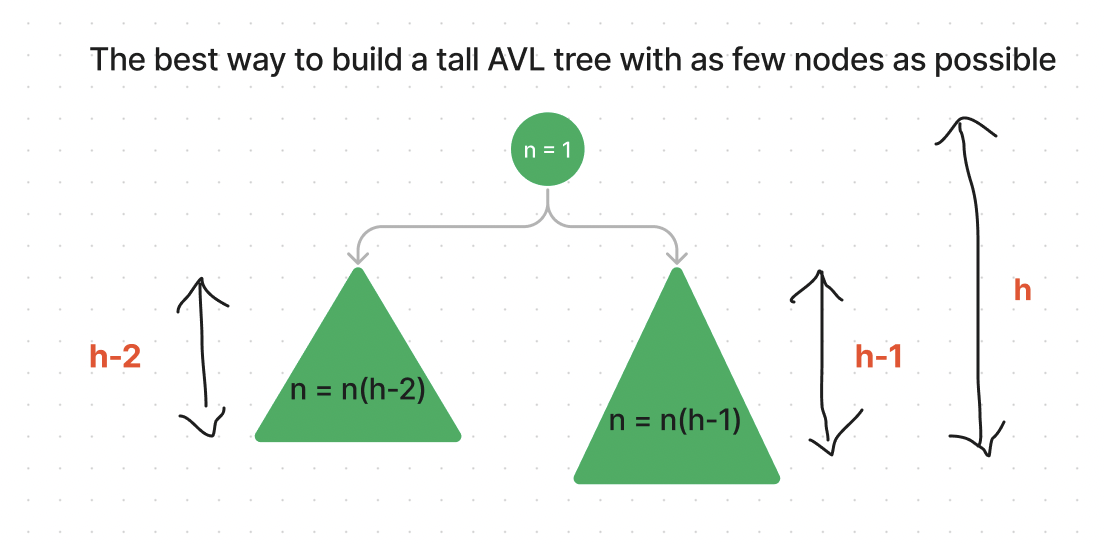 The best way to build a tall AVL tree with as few nodes as possible
n = 1
h
h-2
h-1
n = n(h-2)
n = n(h-1)